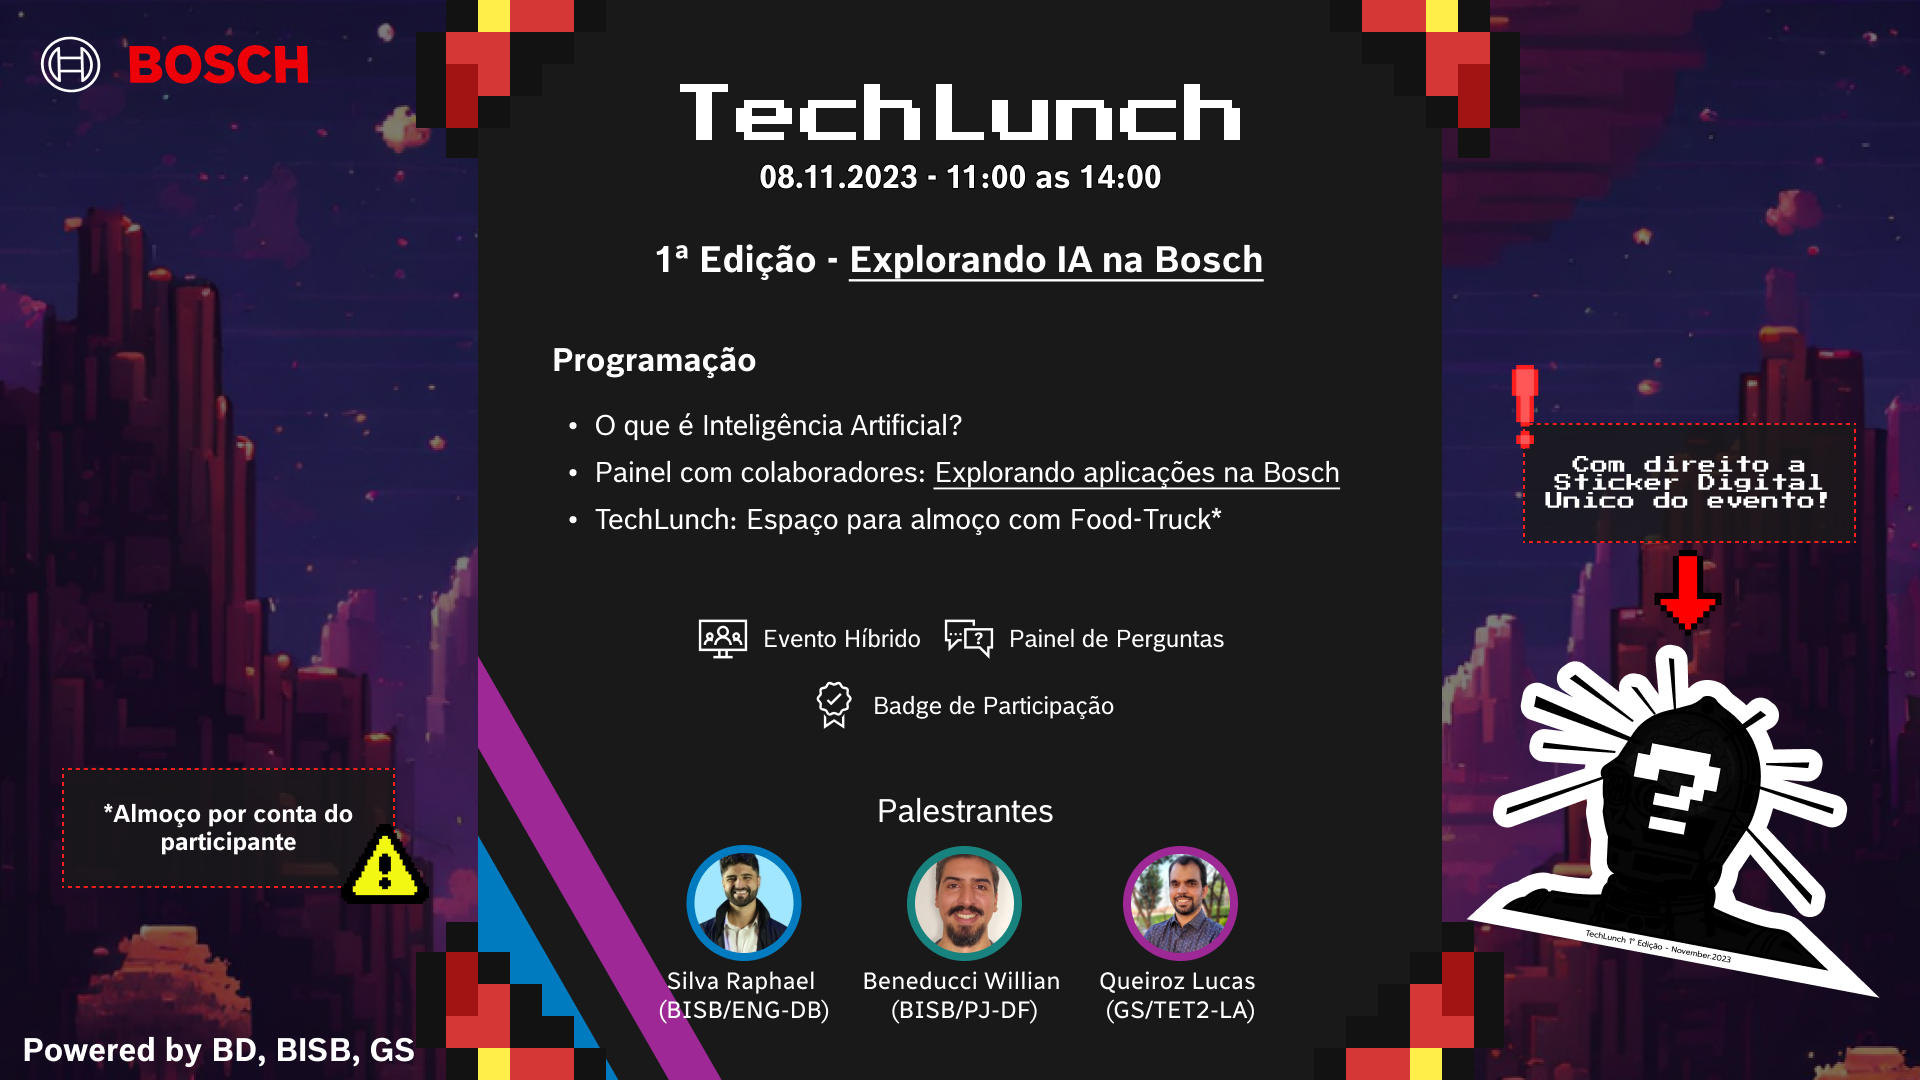 BOSCH
TechLunch
08.11.2023 - 11:00 as 14:00
1ª Edição - Explorando IA na Bosch
Programação
• O que é Inteligência Artificial?
• Painel com colaboradores: Explorando aplicações na Bosch
• TechLunch: Espaço para almoço com Food-Truck*
Evento Híbrido
Painel de Perguntas
Badge de Participação
Com direito a
Sticker Digital
Unico do evento!
*Almoço por conta do
participante
Palestrantes
Silva Raphael
(BISB/ENG-DB)
Beneducci Willian
(BISB/PJ-DF)
Queiroz Lucas
(GS/TET2-LA)
?
TechLunch 1ª Edição - November.2023
Powered by BD, BISB, GS